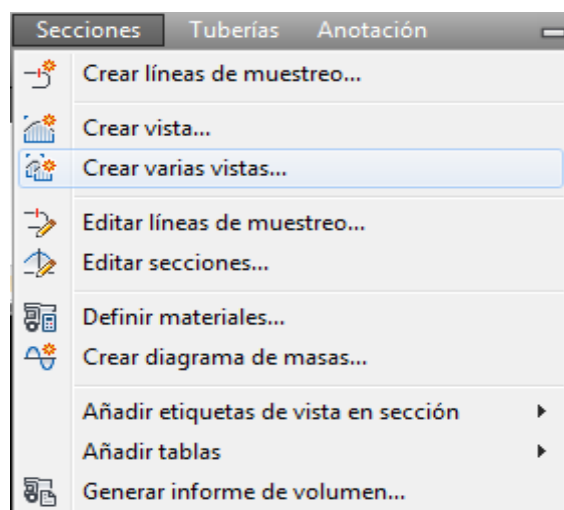 Secciones Tuberías Anotación
Crear líneas de muestreo...
Crear vista...
Crear varias vistas...
Editar líneas de muestreo...
Editar secciones...
Definir materiales...
Crear diagrama de masas...
Añadir etiquetas de vista en sección
Añadir tablas
Generar informe de volumen...